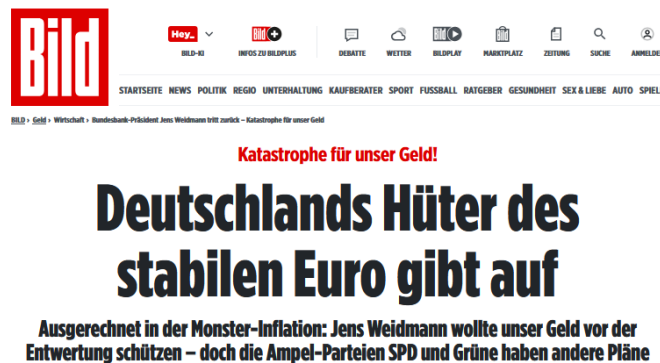 Bild
Hey_
Bild +
Bild
Bild
BILD-KI
INFOS ZU BILDPLUS
DEBATTE
WETTER
BILDPLAY
MARKTPLATZ
ZEITUNG
SUCHE
ANMELDE
STARTSEITE NEWS POLITIK REGIO UNTERHALTUNG KAUFBERATER SPORT FUSSBALL RATGEBER GESUNDHEIT SEX & LIEBE AUTO SPIEL
BILD › Geld › Wirtschaft › Bundesbank-Präsident Jens Weidmann tritt zurück – Katastrophe für unser Geld
Katastrophe für unser Geld!
Deutschlands Hüter des
stabilen Euro gibt auf
Ausgerechnet in der Monster-Inflation: Jens Weidmann wollte unser Geld vor der
Entwertung schützen – doch die Ampel-Parteien SPD und Grüne haben andere Pläne